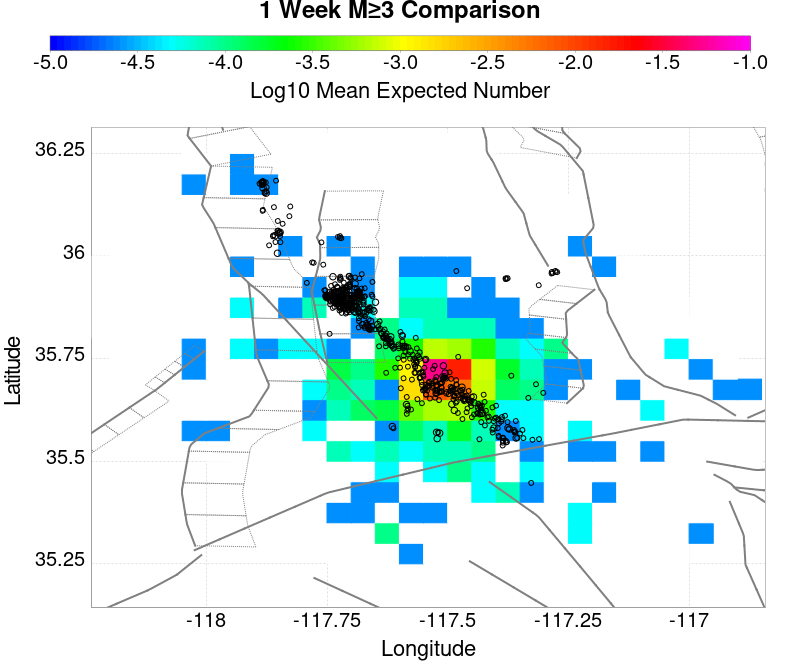 1 Week M≥3 Comparison
-5.0 -4.5 -4.0 -3.5 -3.0 -2.5 -2.0 -1.5 -1.0
Log10 Mean Expected Number
36.25
36
35.75
35.5
35.25
Latitude
-118 -117.75 -117.5 -117.25 -117
Longitude